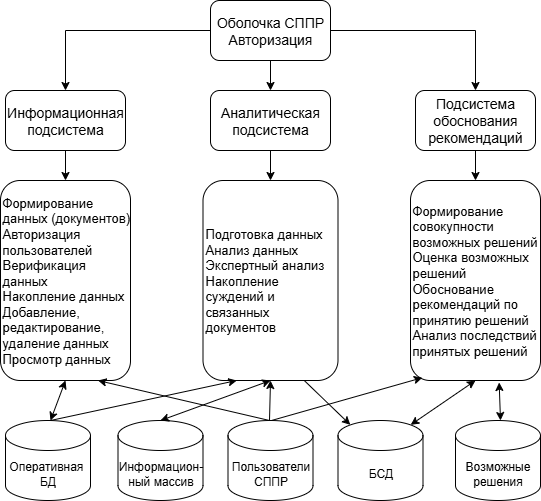 Оболочка СППР
Авторизация
Информационная
подсистема
Аналитическая
подсистема
Подсистема
обоснования
рекомендаций
Формирование
данных (документов)
Авторизация
пользователей
Верификация
данных
Накопление данных
Добавление,
редактирование,
удаление данных
Просмотр данных
Подготовка данных
Анализ данных
Экспертный анализ
Накопление
суждений и
связанных
документов
Формирование
совокупности
возможных решений
Оценка возможных
решений
Обоснование
рекомендаций по
принятию решений
Анализ последствий
принятых решений
Оперативная
БД
Информацион-
ный массив
Пользователи
СППР
БСД
Возможные
решения